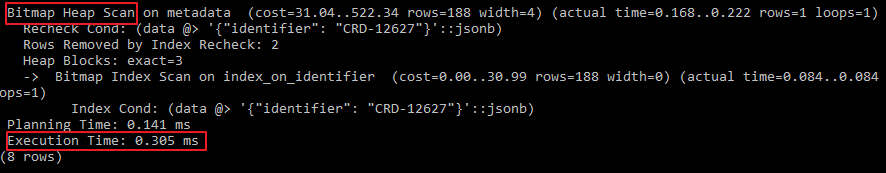 Bitmap Heap Scan on metadata  (cost=31.04..522.34 rows=188 width=4) (actual time=0.168..0.222 rows=1 loops=1)
  Recheck Cond: (data @> '{"identifier": "CRD-12627"}'::jsonb)
  Rows Removed by Index Recheck: 2
  Heap Blocks: exact=3
  ->  Bitmap Index Scan on index_on_identifier  (cost=0.00..30.99 rows=188 width=0) (actual time=0.084..0.084
ops=1)
        Index Cond: (data @> '{"identifier": "CRD-12627"}'::jsonb)
Planning Time: 0.141 ms
Execution Time: 0.305 ms
(8 rows)